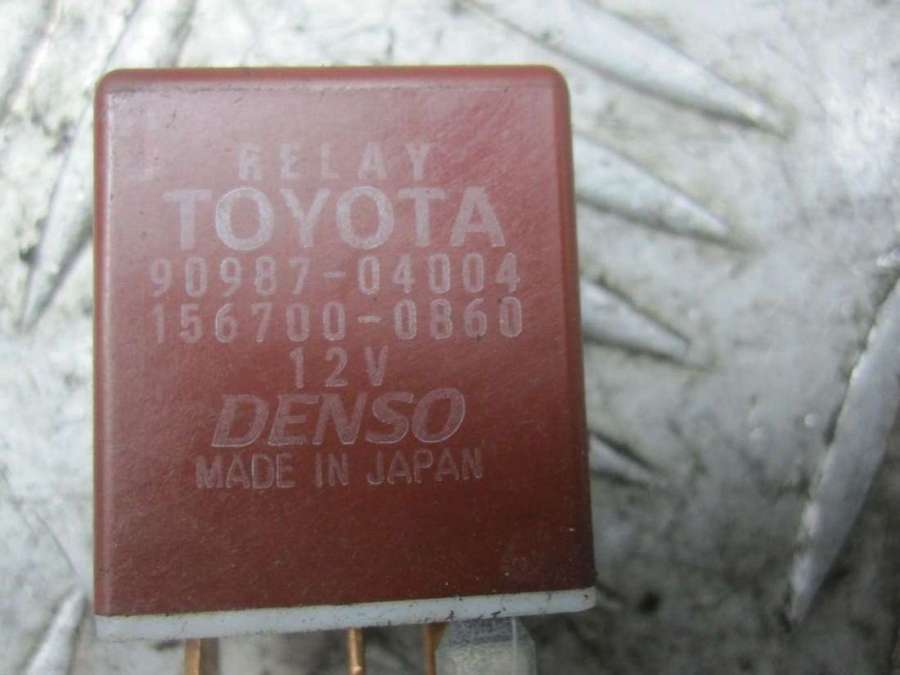 RELAY
TOYOTA
90987-04004
156700-0860
12V
DENSO
MADE IN JAPAN